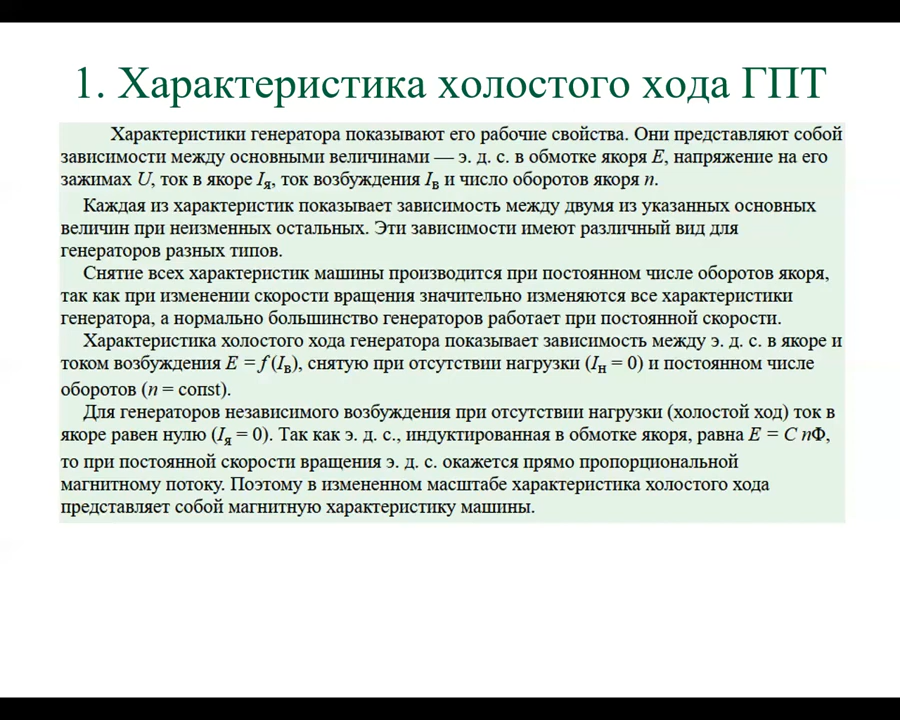 1. Характеристика холостого хода ГПТ
Характеристики генератора показывают его рабочие свойства. Они представляют собой
зависимости между основными величинами — э. д. с. в обмотке якоря E, напряжение на его
зажимах U, ток в якоре Iя, ток возбуждения Iв и число оборотов якоря n.
Каждая из характеристик показывает зависимость между двумя из указанных основных
величин при неизменных остальных. Эти зависимости имеют различный вид для
генераторов разных типов.
Снятие всех характеристик машины производится при постоянном числе оборотов якоря,
так как при изменении скорости вращения значительно изменяются все характеристики
генератора, а нормально большинство генераторов работает при постоянной скорости.
Характеристика холостого хода генератора показывает зависимость между э. д. с. в якоре и
током возбуждения E = f (Iв), снятую при отсутствии нагрузки (Iн = 0) и постоянном числе
оборотов (n = const).
Для генераторов независимого возбуждения при отсутствии нагрузки (холостой ход) ток в
якоре равен нулю (Iя = 0). Так как э. д. с., индуктированная в обмотке якоря, равна E = C nФ,
то при постоянной скорости вращения э. д. с. окажется прямо пропорциональной
магнитному потоку. Поэтому в измененном масштабе характеристика холостого хода
представляет собой магнитную характеристику машины.